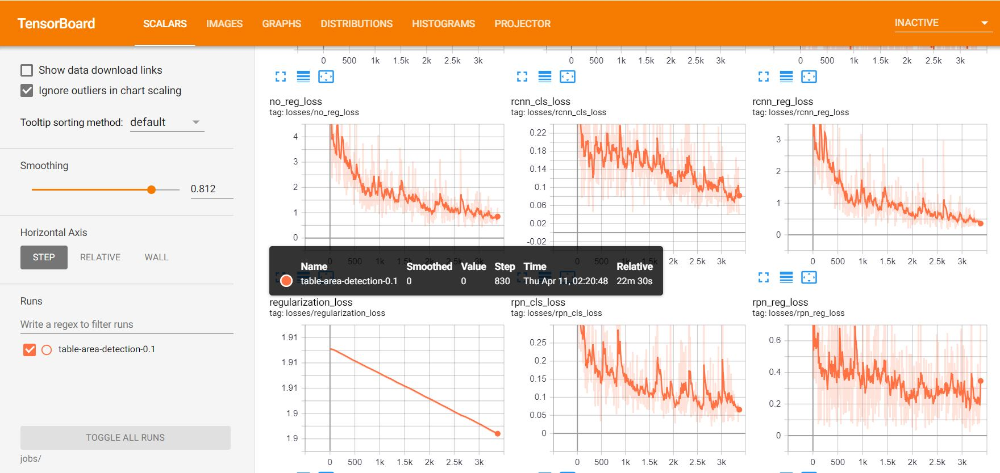 TensorBoard SCALARS IMAGES GRAPHS DISTRIBUTIONS HISTOGRAMS PROJECTOR INACTIVE
Show data download links
Ignore outliers in chart scaling
Tooltip sorting method: default
Smoothing
0.812
Horizontal Axis
STEP RELATIVE WALL
Runs
Write a regex to filter runs
table-area-detection-0.1
TOGGLE ALL RUNS
jobs/
0 500 1k 1.5k 2k 2.5k 3k
0 500 1k 1.5k 2k 2.5k 3k
0 500 1k 1.5k 2k 2.5k 3k
no_reg_loss
tag: losses/no_reg_loss
4
3
2
1
0
0 500 1k 1.5k 2k 2.5k 3k
rcnn_cls_loss
tag: losses/rcnn_cls_loss
0.22
0.18
0.14
0.1
0.06
0.02
-0.02
0 500 1k 1.5k 2k 2.5k 3k
rcnn_reg_loss
tag: losses/rcnn_reg_loss
3
2
1
0
0 500 1k 1.5k 2k 2.5k 3k
Name Smoothed Value Step Time Relative
table-area-detection-0.1 0 0 830 Thu Apr 11, 02:20:48 22m 30s
regularization_loss
tag: losses/regularization_loss
1.91
1.91
1.91
1.9
1.9
0 500 1k 1.5k 2k 2.5k 3k
rpn_cls_loss
tag: losses/rpn_cls_loss
0.25
0.2
0.15
0.1
0.05
0
0 500 1k 1.5k 2k 2.5k 3k
rpn_reg_loss
tag: losses/rpn_reg_loss
0.6
0.4
0.2
0
0 500 1k 1.5k 2k 2.5k 3k